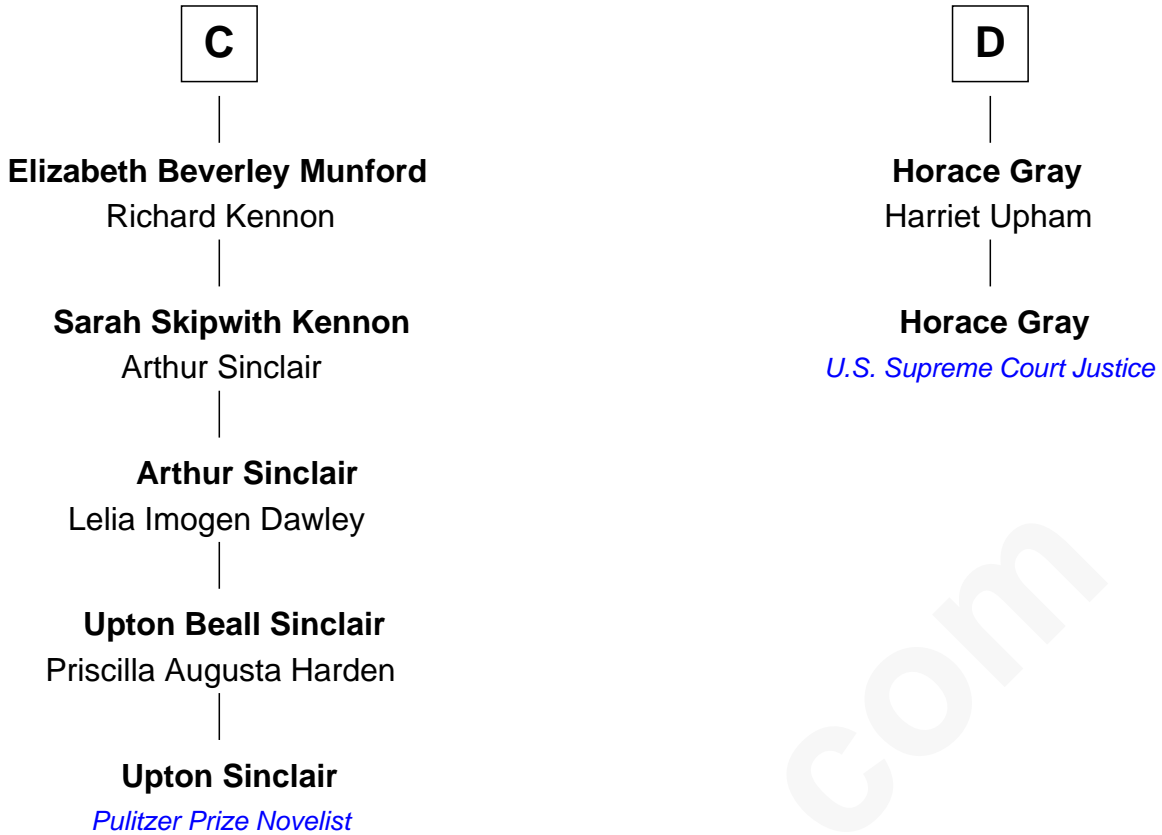 C
Elizabeth Beverley Munford
Richard Kennon
Sarah Skipwith Kennon
Arthur Sinclair
Arthur Sinclair
Lelia Imogen Dawley
Upton Beall Sinclair
Priscilla Augusta Harden
Upton Sinclair
Pulitzer Prize Novelist
D
Horace Gray
Harriet Upham
Horace Gray
U.S. Supreme Court Justice
com